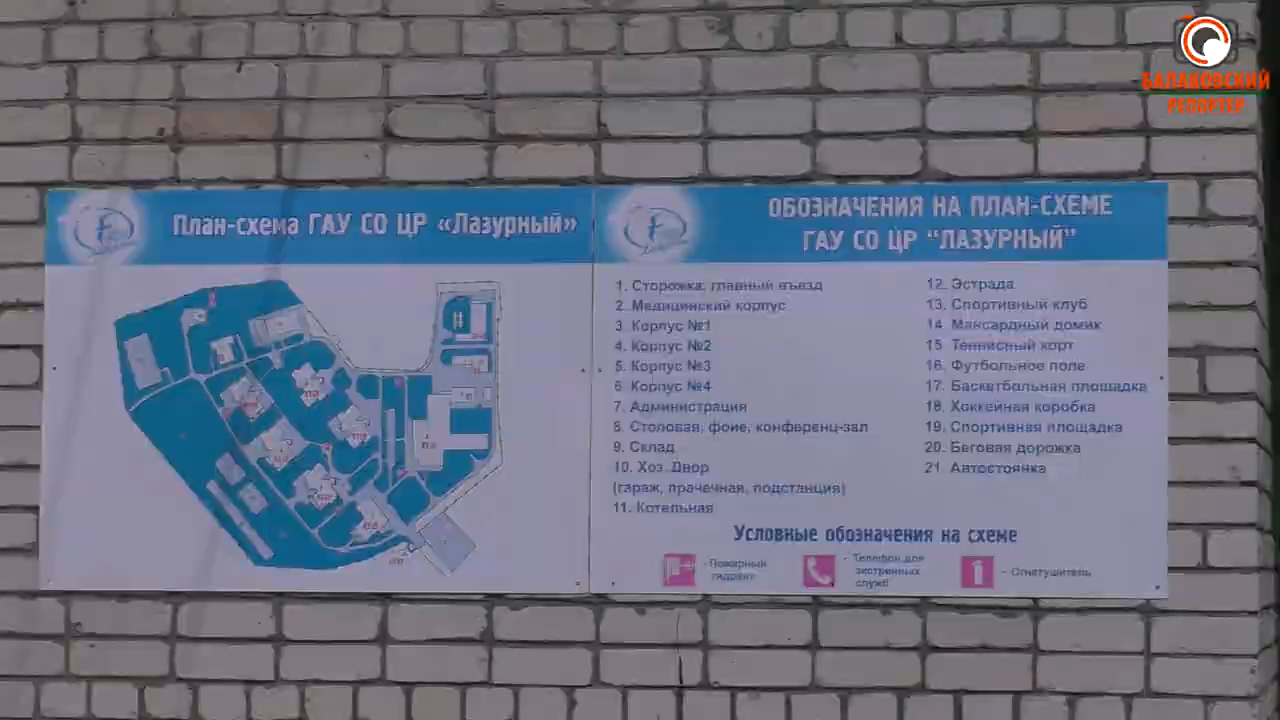 БАЛАКОВСКИЙ
РЕПОРТЕР
План-схема ГАУ СО ЦР «Лазурный»
ОБОЗНАЧЕНИЯ НА ПЛАН-СХЕМЕ
ГАУ СО ЦР “ЛАЗУРНЫЙ”
1. Сторожка, главный въезд
2. Медицинский корпус
3. Корпус №1
4. Корпус №2
5. Корпус №3
6. Корпус №4
7. Администрация
8. Столовая, фойе, конференц-зал
9. Склад
10. Хоз. Двор
(гараж, прачечная, подстанция)
11. Котельная
12. Эстрада
13. Спортивный клуб
14. Мансардный домик
15. Теннисный корт
16. Футбольное поле
17. Баскетбольная площадка
18. Хоккейная коробка
19. Спортивная площадка
20. Беговая дорожка
21. Автостоянка
Условные обозначения на схеме
- Пожарный
гидрант
- Телефон для
экстренных
служб
- Огнетушитель